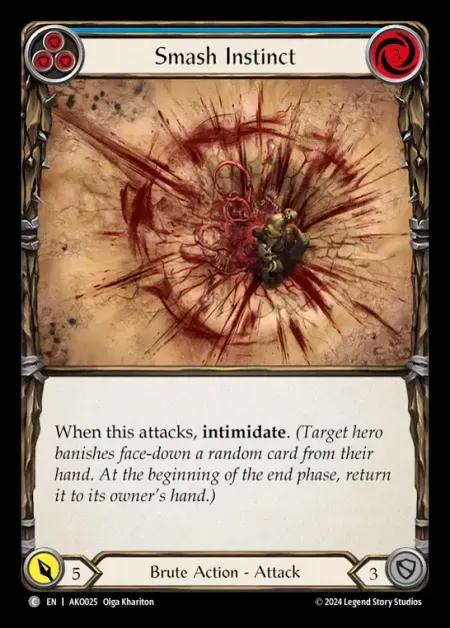 3
Smash Instinct
When this attacks, intimidate. (Target hero
banishes face-down a random card from their
hand. At the beginning of the end phase, return
it to its owner's hand.)
5
Brute Action - Attack
3
C EN | AKO025 Olga Khariton
© 2024 Legend Story Studios